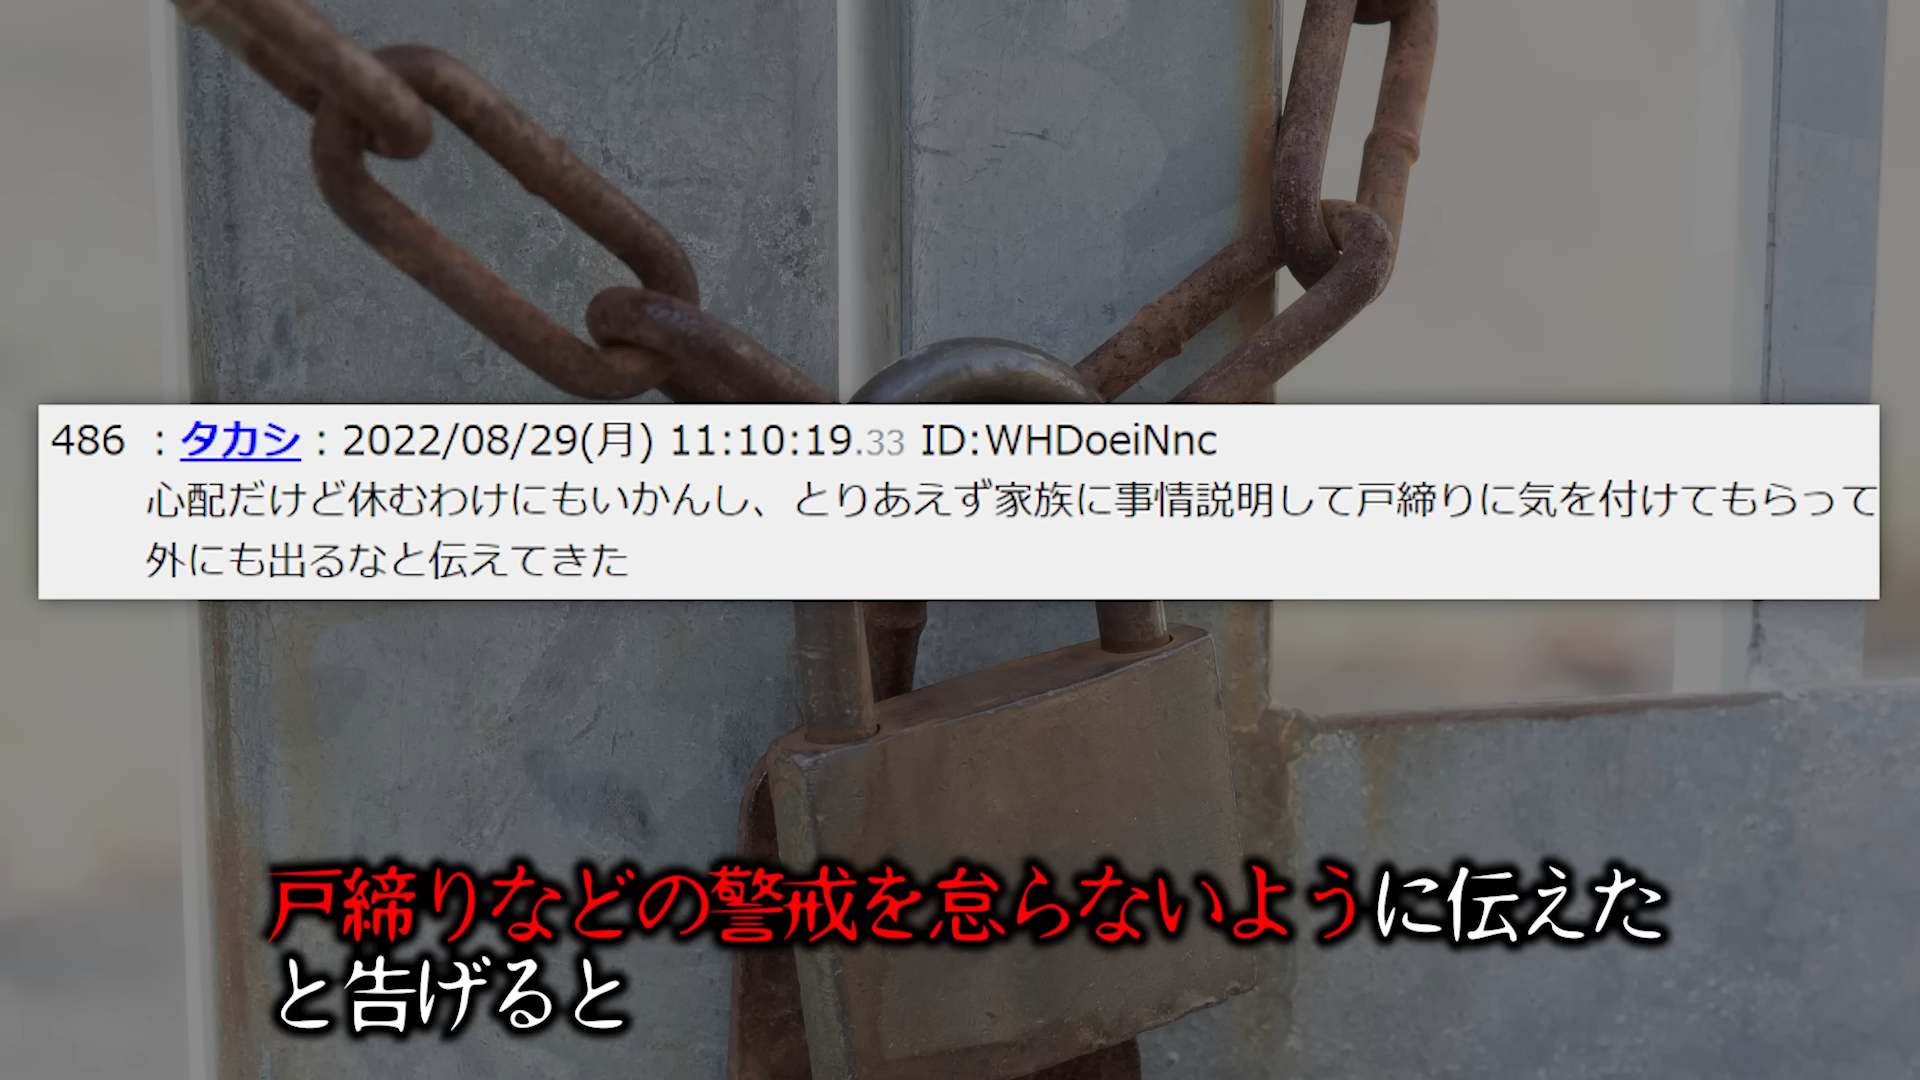 486 ：タカシ：2022/08/29(月) 11:10:19.33 ID:WHDoeiNnc
心配だけど休むわけにもいかんし、とりあえず家族に事情説明して戸締りに気を付けてもらって
外にも出るなと伝えてきた
戸締りなどの警戒を怠らないように伝えた
と告げると